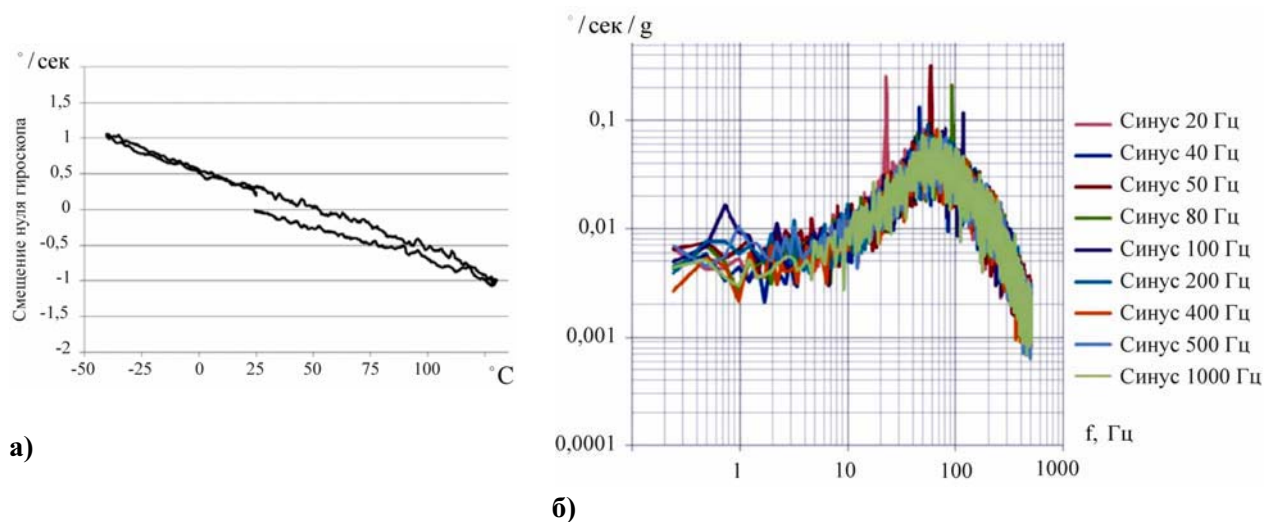 °/сек
1,5
1
0,5
0
-0,5
-1
-1,5
-2
Смещение нуля гироскопа
-50 -25 0 25 50 75 100 °C
а)
°/сек / g
0,1
0,01
0,001
0,0001
1 10 100 1000
f, Гц
Синус 20 Гц
Синус 40 Гц
Синус 50 Гц
Синус 80 Гц
Синус 100 Гц
Синус 200 Гц
Синус 400 Гц
Синус 500 Гц
Синус 1000 Гц
б)